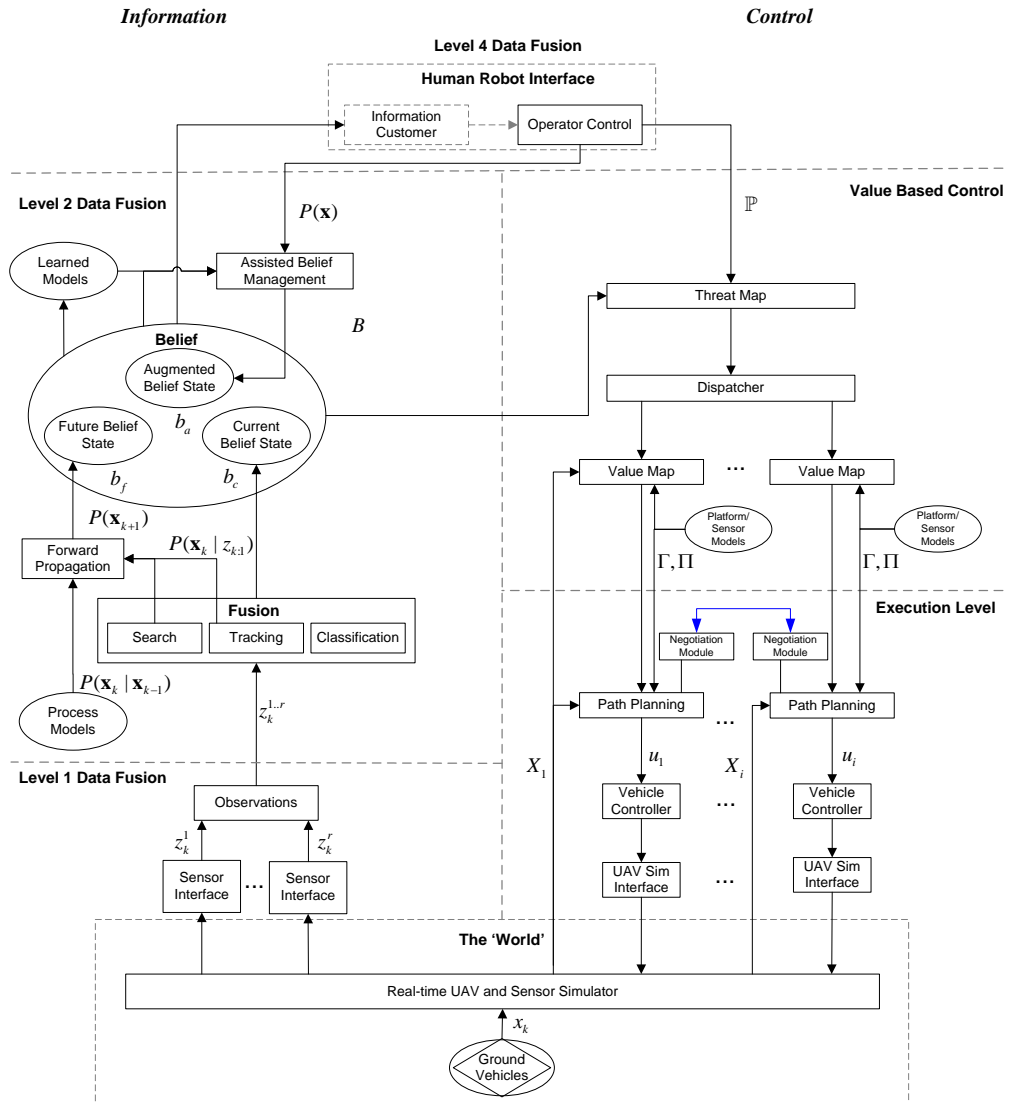 Information
Control
Level 4 Data Fusion
Human Robot Interface
Information
Customer
Operator Control
Level 2 Data Fusion
Value Based Control
P(𝐱)
ℙ
Learned
Models
Assisted Belief
Management
Threat Map
B
Belief
Augmented
Belief State
b_a
Dispatcher
Future Belief
State
b_f
Current
Belief State
b_c
Value Map
...
Value Map
Platform/
Sensor
Models
Platform/
Sensor
Models
P(𝐱_{k+1})
Forward
Propagation
P(𝐱_k | z_{k:1})
Γ, Π
Γ, Π
Execution Level
Fusion
Search
Tracking
Classification
Negotiation
Module
Negotiation
Module
P(𝐱_k | 𝐱_{k-1})
Process
Models
z_k^{1..r}
Path Planning
...
Path Planning
Level 1 Data Fusion
X_1
u_1
X_i
u_i
Observations
Vehicle
Controller
...
Vehicle
Controller
z_k^1
z_k^r
Sensor
Interface
...
Sensor
Interface
UAV Sim
Interface
...
UAV Sim
Interface
The ‘World’
Real-time UAV and Sensor Simulator
x_k
Ground
Vehicles